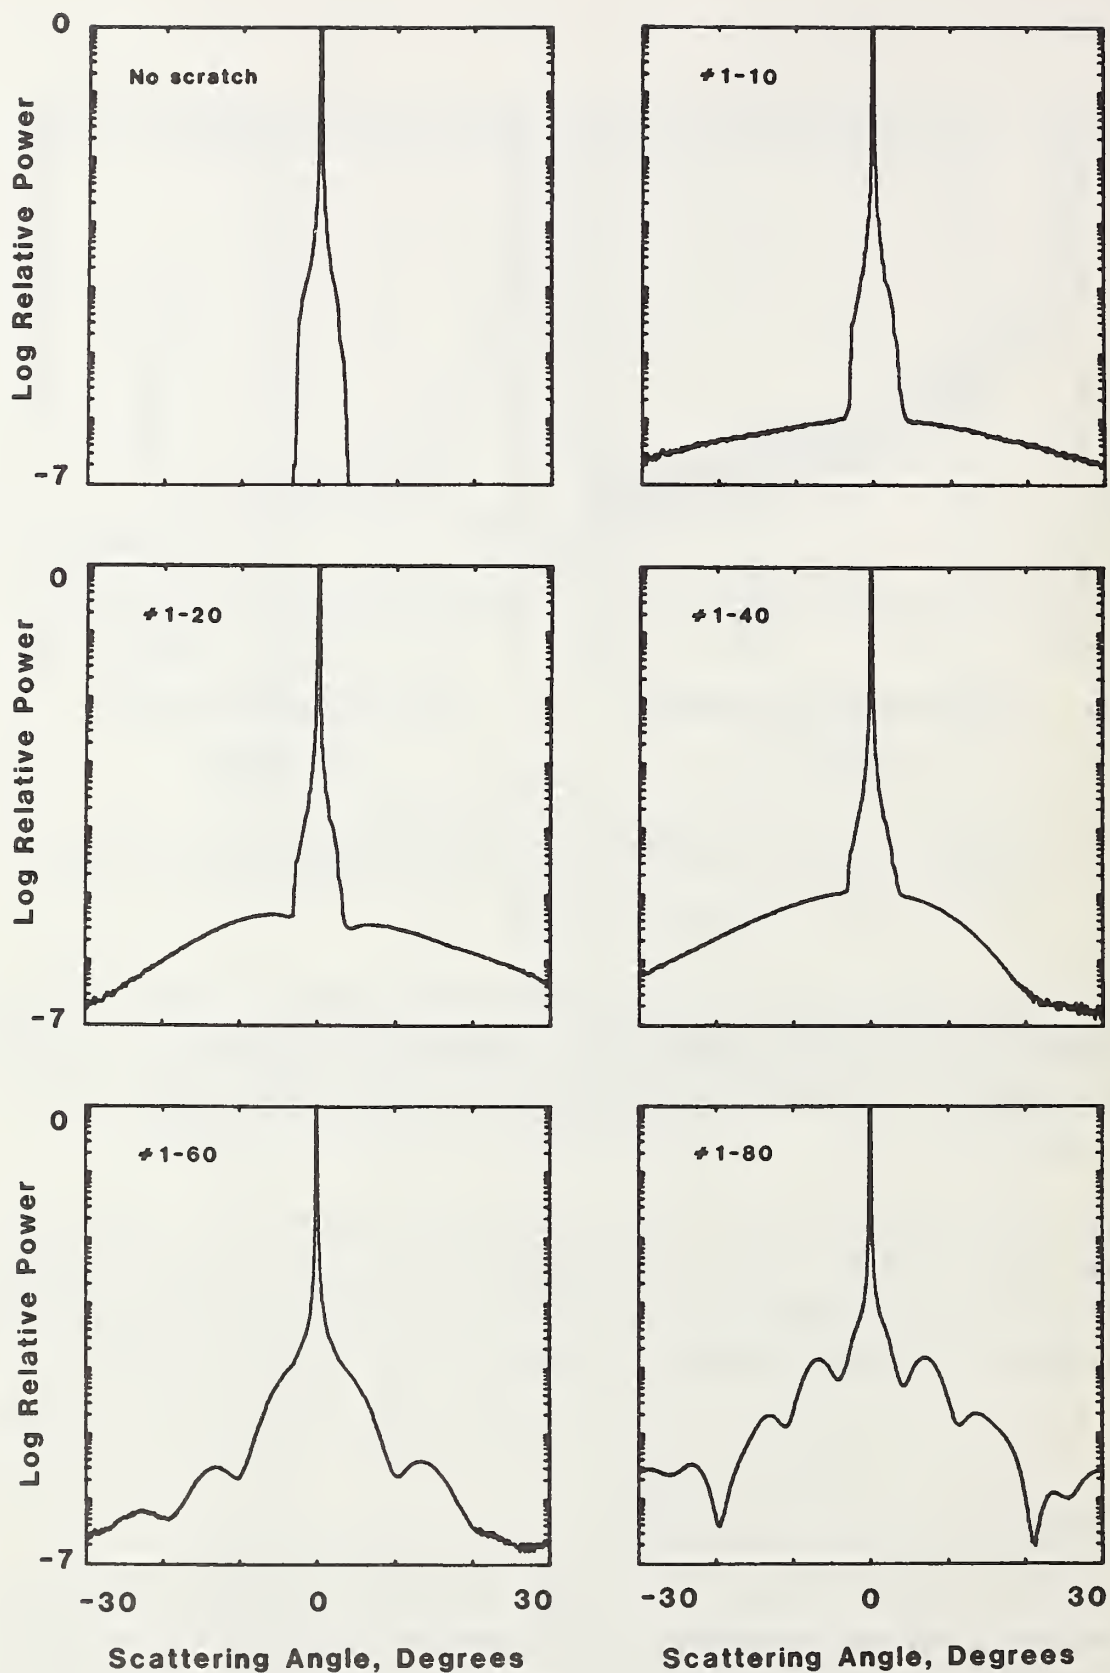 0
No scratch
#1-10
Log Relative Power
-7
0
#1-20
#1-40
Log Relative Power
-7
0
#1-60
#1-80
Log Relative Power
-7
-30 0 30
-30 0 30
Scattering Angle, Degrees
Scattering Angle, Degrees